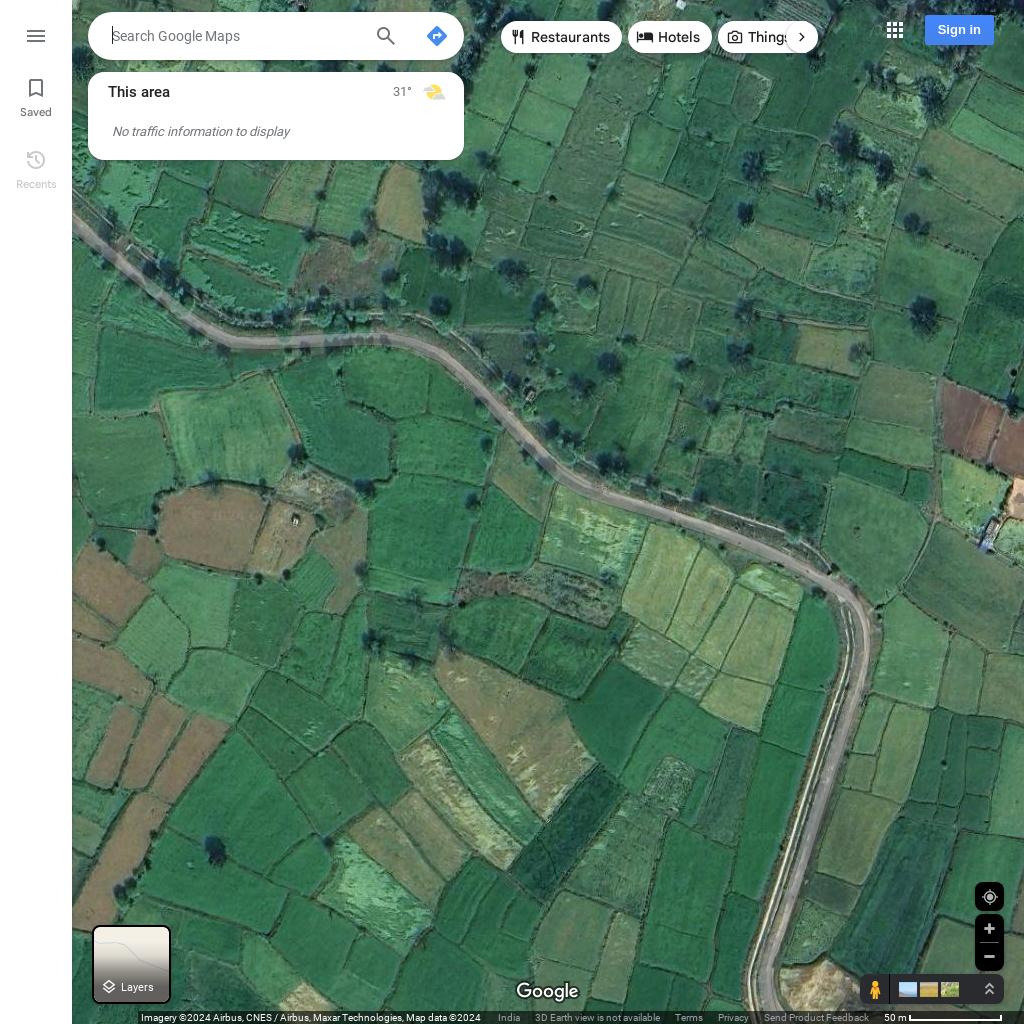 Search Google Maps
Restaurants
Hotels
Things
Sign in
This area
31°
No traffic information to display
Saved
Recents
Layers
Google
Imagery ©2024 Airbus, CNES / Airbus, Maxar Technologies, Map data ©2024
India
3D Earth view is not available
Terms
Privacy
Send Product Feedback
50 m